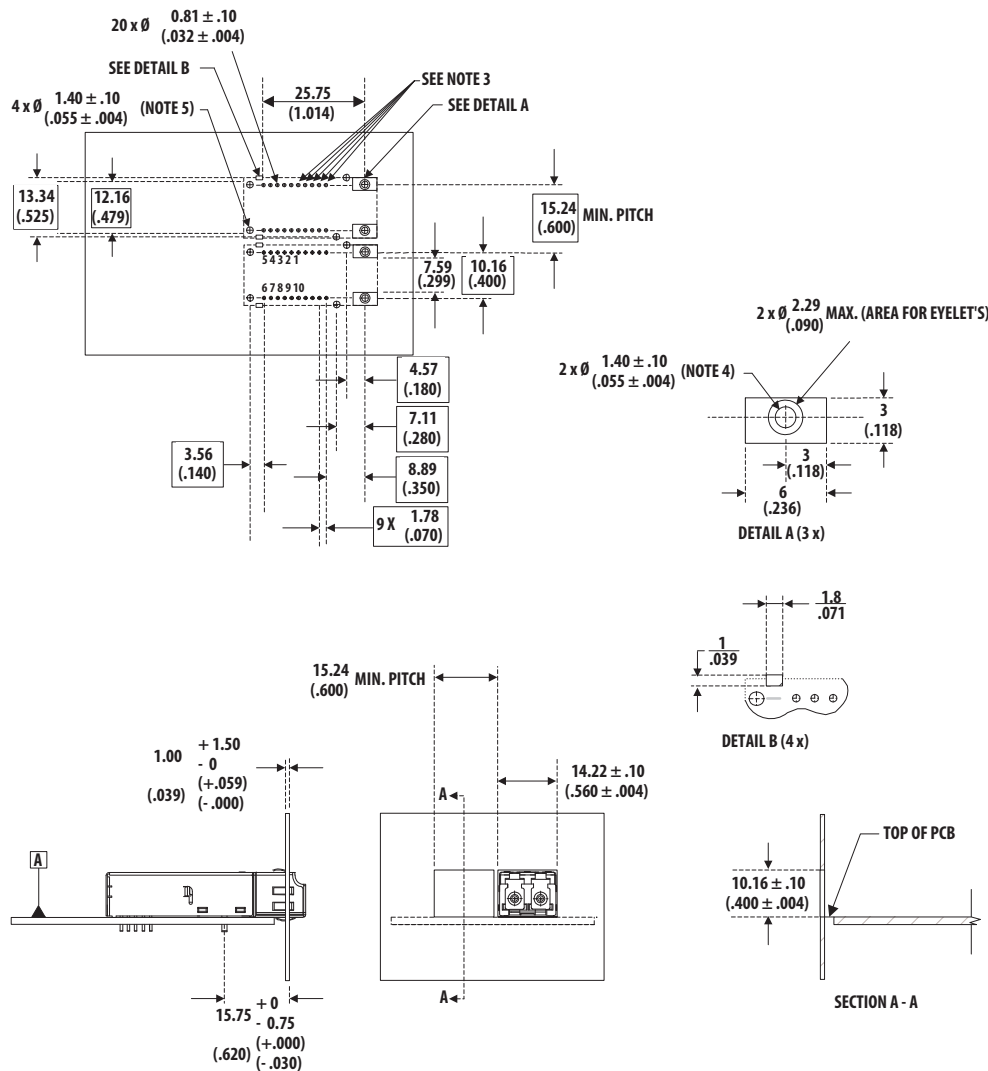 20 x Ø 0.81 ± .10
(.032 ± .004)
SEE DETAIL B
4 x Ø 1.40 ± .10 (NOTE 5)
(.055 ± .004)
25.75
(1.014)
SEE NOTE 3
SEE DETAIL A
13.34
(.525)
12.16
(.479)
15.24 MIN. PITCH
(.600)
5 4 3 2 1
6 7 8 9 10
7.59
(.299)
10.16
(.400)
4.57
(.180)
7.11
(.280)
3.56
(.140)
8.89
(.350)
9 X 1.78
(.070)
2 x Ø 2.29 MAX. (AREA FOR EYELET'S)
(.090)
2 x Ø 1.40 ± .10 (NOTE 4)
(.055 ± .004)
3
(.118)
3
(.118)
6
(.236)
DETAIL A (3 x)
1.8
.071
1
.039
DETAIL B (4 x)
15.24 MIN. PITCH
(.600)
1.00 + 1.50
- 0
(.039) (+.059)
(- .000)
14.22 ± .10
(.560 ± .004)
A
A
A
TOP OF PCB
10.16 ± .10
(.400 ± .004)
SECTION A - A
15.75 + 0
- 0.75
(.620) (+.000)
(- .030)